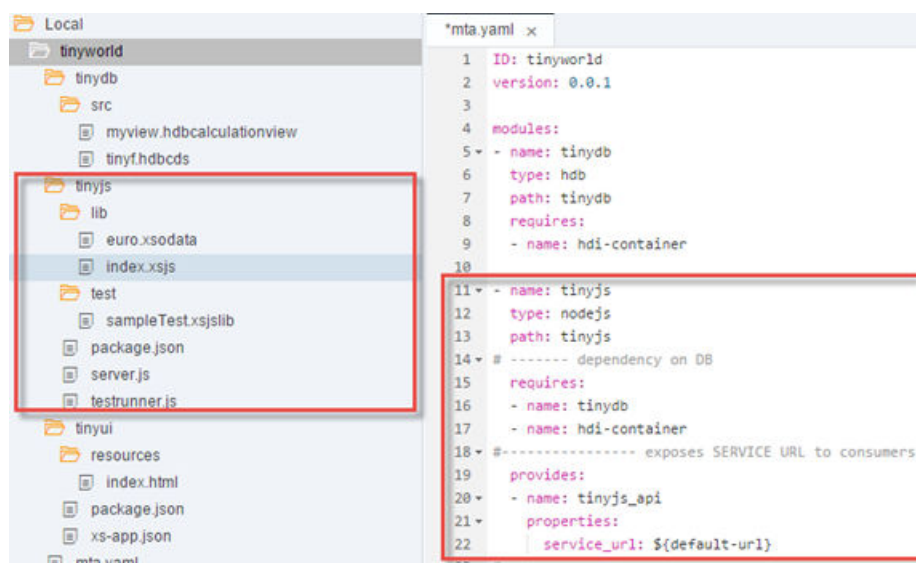 Local
tinyworld
tinydb
src
myview.hdbcalculationview
tinyf.hdbcds
tinyjs
lib
euro.xsodata
index.xsjs
test
sampleTest.xsjslib
package.json
server.js
testrunner.js
tinyui
resources
index.html
package.json
xs-app.json
mta.yaml
*mta.yaml x
1 ID: tinyworld
2 version: 0.0.1
3
4 modules:
5 - name: tinydb
6 type: hdb
7 path: tinydb
8 requires:
9 - name: hdi-container
10
11 - name: tinyjs
12 type: nodejs
13 path: tinyjs
14 # ------- dependency on DB
15 requires:
16 - name: tinydb
17 - name: hdi-container
18 #---------------- exposes SERVICE URL to consumers
19 provides:
20 - name: tinyjs_api
21 properties:
22 service_url: ${default-url}